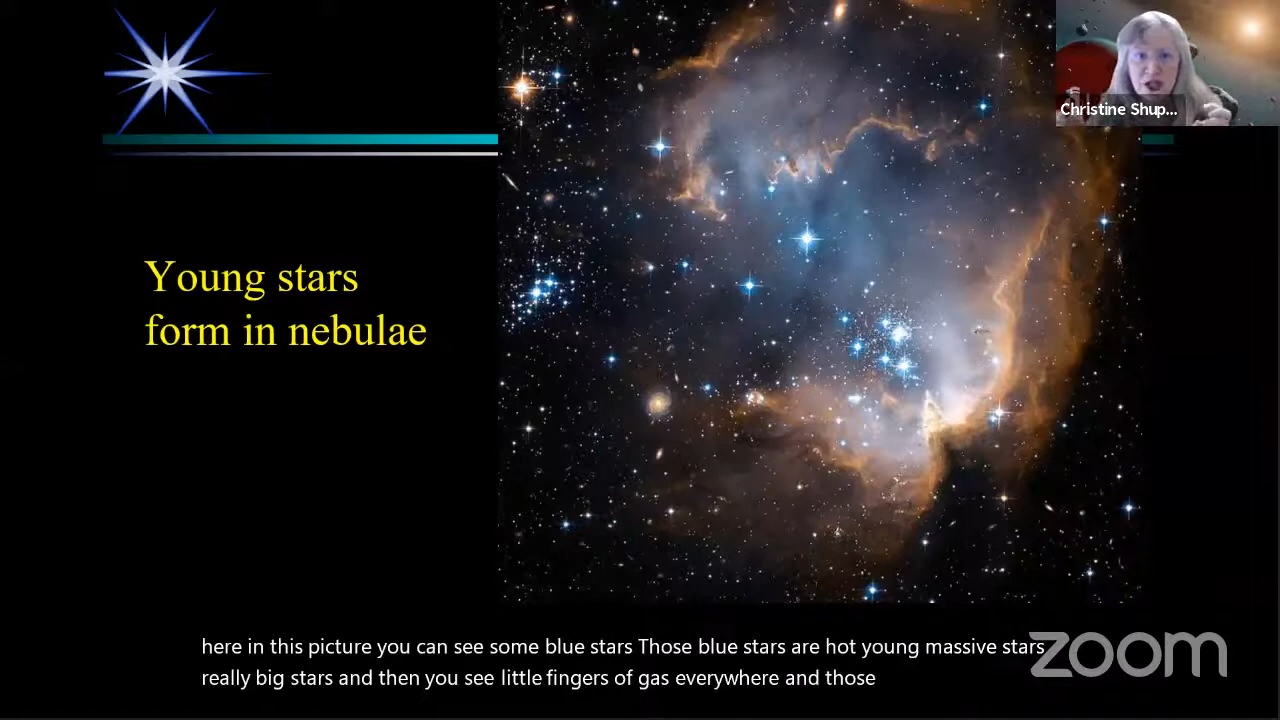 Christine Shup...
Young stars
form in nebulae
here in this picture you can see some blue stars Those blue stars are hot young massive stars
really big stars and then you see little fingers of gas everywhere and those
zoom